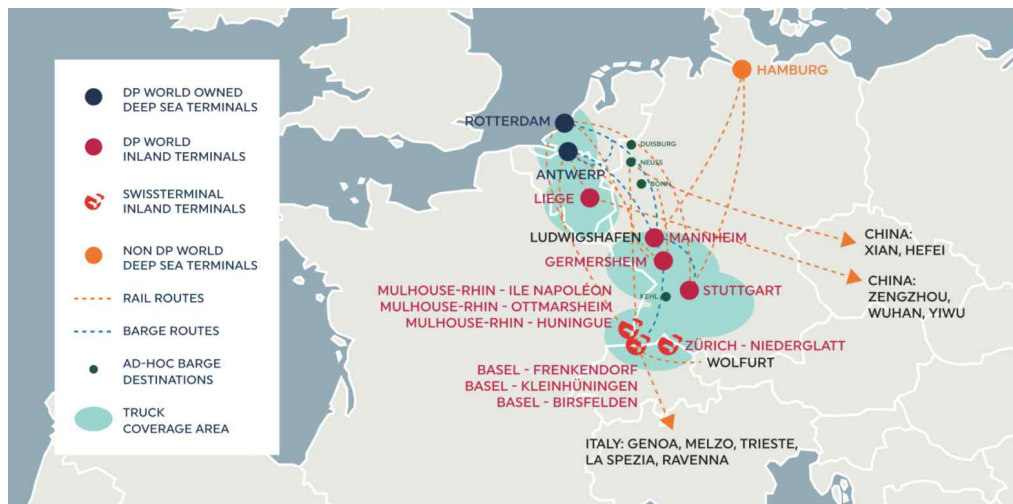 DP WORLD OWNED
DEEP SEA TERMINALS
DP WORLD
INLAND TERMINALS
SWISSTERMINAL
INLAND TERMINALS
NON DP WORLD
DEEP SEA TERMINALS
RAIL ROUTES
BARGE ROUTES
AD-HOC BARGE
DESTINATIONS
TRUCK
COVERAGE AREA
HAMBURG
ROTTERDAM
DUISBURG
NEUSS
ANTWERP
BONN
LIEGE
LUDWIGSHAFEN
MANNHEIM
CHINA:
XIAN, HEFEI
GERMERSHEIM
CHINA:
ZENGZHOU,
WUHAN, YIWU
MULHOUSE-RHIN - ILE NAPOLÉON
MULHOUSE-RHIN - OTTMARSHEIM
MULHOUSE-RHIN - HUNINGUE
KEHL
STUTTGART
ZÜRICH - NIEDERGLATT
WOLFURT
BASEL - FRENKENDORF
BASEL - KLEINHÜNINGEN
BASEL - BIRSFELDEN
ITALY: GENOA, MELZO, TRIESTE,
LA SPEZIA, RAVENNA